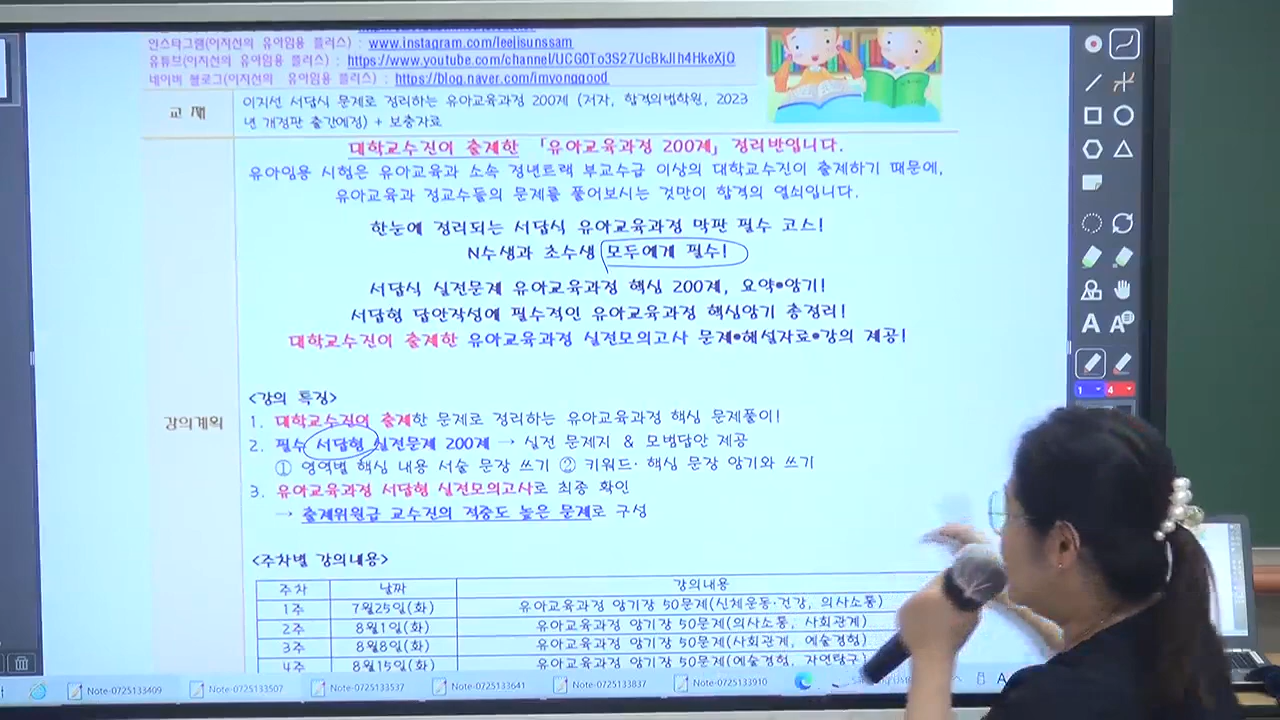 인스타그램(이지선의 유아임용 플러스) : www.instagram.com/leejisunssam
유튜브(이지선의 유아임용 플러스) : https://www.youtube.com/channel/UCG0To3S27UcBkJlh4HkeXjQ
네이버 블로그(이지선의 유아임용 플러스) : https://blog.naver.com/imyonggood
교 재
이지선 서답식 문제로 정리하는 유아교육과정 200제 (저자, 합격의법학원, 2023
년 개정판 출간예정) + 보충자료
대학교수진이 출제한 「유아교육과정 200제」 정리반입니다.
유아임용 시험은 유아교육과 소속 정년트랙 부교수급 이상의 대학교수진이 출제하기 때문에,
유아교육과 정교수들의 문제를 풀어보시는 것만이 합격의 열쇠입니다.
한눈에 정리되는 서답식 유아교육과정 막판 필수 코스!
N수생과 초수생 모두에게 필수!
서답식 실전문제 유아교육과정 핵심 200제, 요약•암기!
서답형 답안작성에 필수적인 유아교육과정 핵심암기 총정리!
대학교수진이 출제한 유아교육과정 실전모의고사 문제•해설자료•강의 제공!
강의계획
<강의 특징>
1. 대학교수진이 출제한 문제로 정리하는 유아교육과정 핵심 문제풀이!
2. 필수 서답형 실전문제 200제 → 실전 문제지 & 모범답안 제공
① 영역별 핵심 내용 서술 문장 쓰기 ② 키워드· 핵심 문장 암기와 쓰기
3. 유아교육과정 서답형 실전모의고사로 최종 확인
→ 출제위원급 교수진의 적중도 높은 문제로 구성
<주차별 강의내용>
주차 날짜 강의내용
1주 7월25일(화) 유아교육과정 암기장 50문제(신체운동·건강, 의사소통)
2주 8월1일(화) 유아교육과정 암기장 50문제(의사소통, 사회관계)
3주 8월8일(화) 유아교육과정 암기장 50문제(사회관계, 예술경험)
4주 8월15일(화) 유아교육과정 암기장 50문제(예술경험, 자연탐구)
A
A
1
4
Note-0725133409 Note-0725133507 Note-0725133537 Note-0725133641 Note-0725133837 Note-0725133910